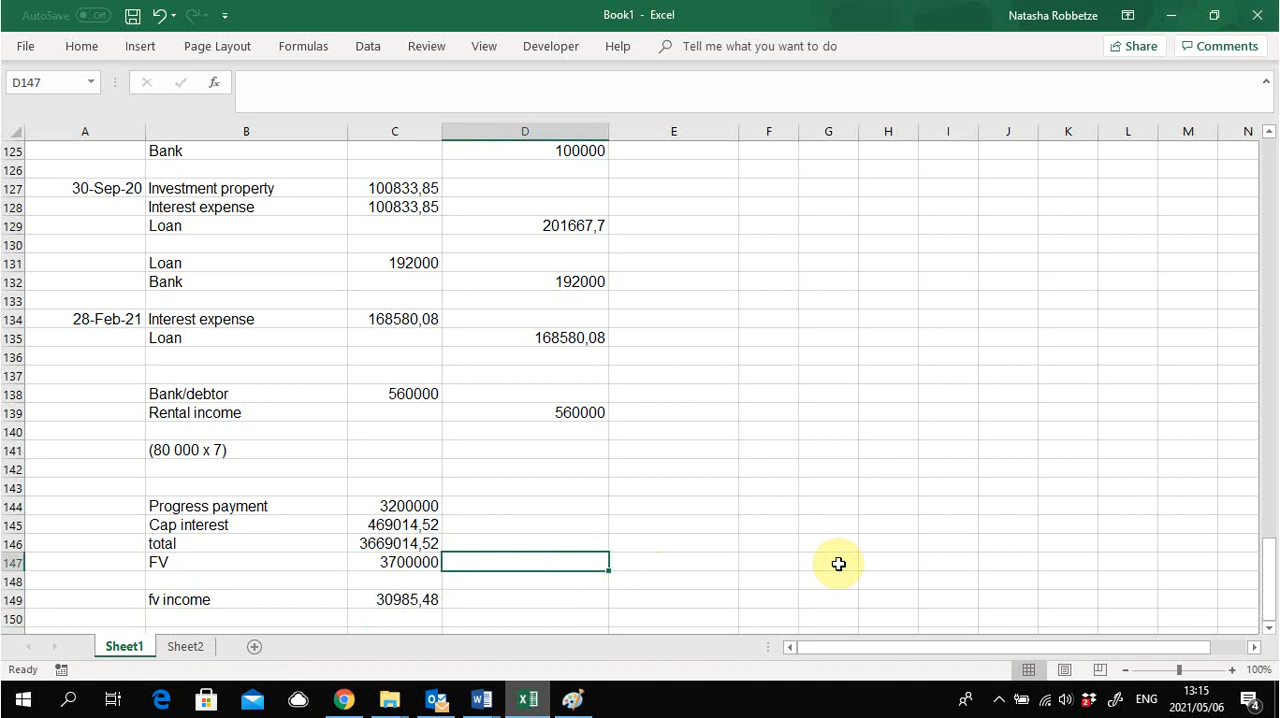 AutoSave Off Book1 - Excel Natasha Robbetze
File Home Insert Page Layout Formulas Data Review View Developer Help Tell me what you want to do Share Comments
D147 fx
A B C D E F G H I J K L M N
125 Bank 100000
126
127 30-Sep-20 Investment property 100833,85
128 Interest expense 100833,85
129 Loan 201667,7
130
131 Loan 192000
132 Bank 192000
133
134 28-Feb-21 Interest expense 168580,08
135 Loan 168580,08
136
137
138 Bank/debtor 560000
139 Rental income 560000
140
141 (80 000 x 7)
142
143
144 Progress payment 3200000
145 Cap interest 469014,52
146 total 3669014,52
147 FV 3700000
148
149 fv income 30985,48
150
Sheet1 Sheet2
Ready 100%
ENG 13:15
2021/05/06 4